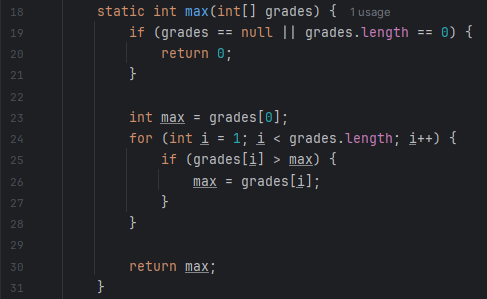 18 static int max(int[] grades) { 1 usage
19 if (grades == null || grades.length == 0) {
20 return 0;
21 }
22
23 int max = grades[0];
24 for (int i = 1; i < grades.length; i++) {
25 if (grades[i] > max) {
26 max = grades[i];
27 }
28 }
29
30 return max;
31 }